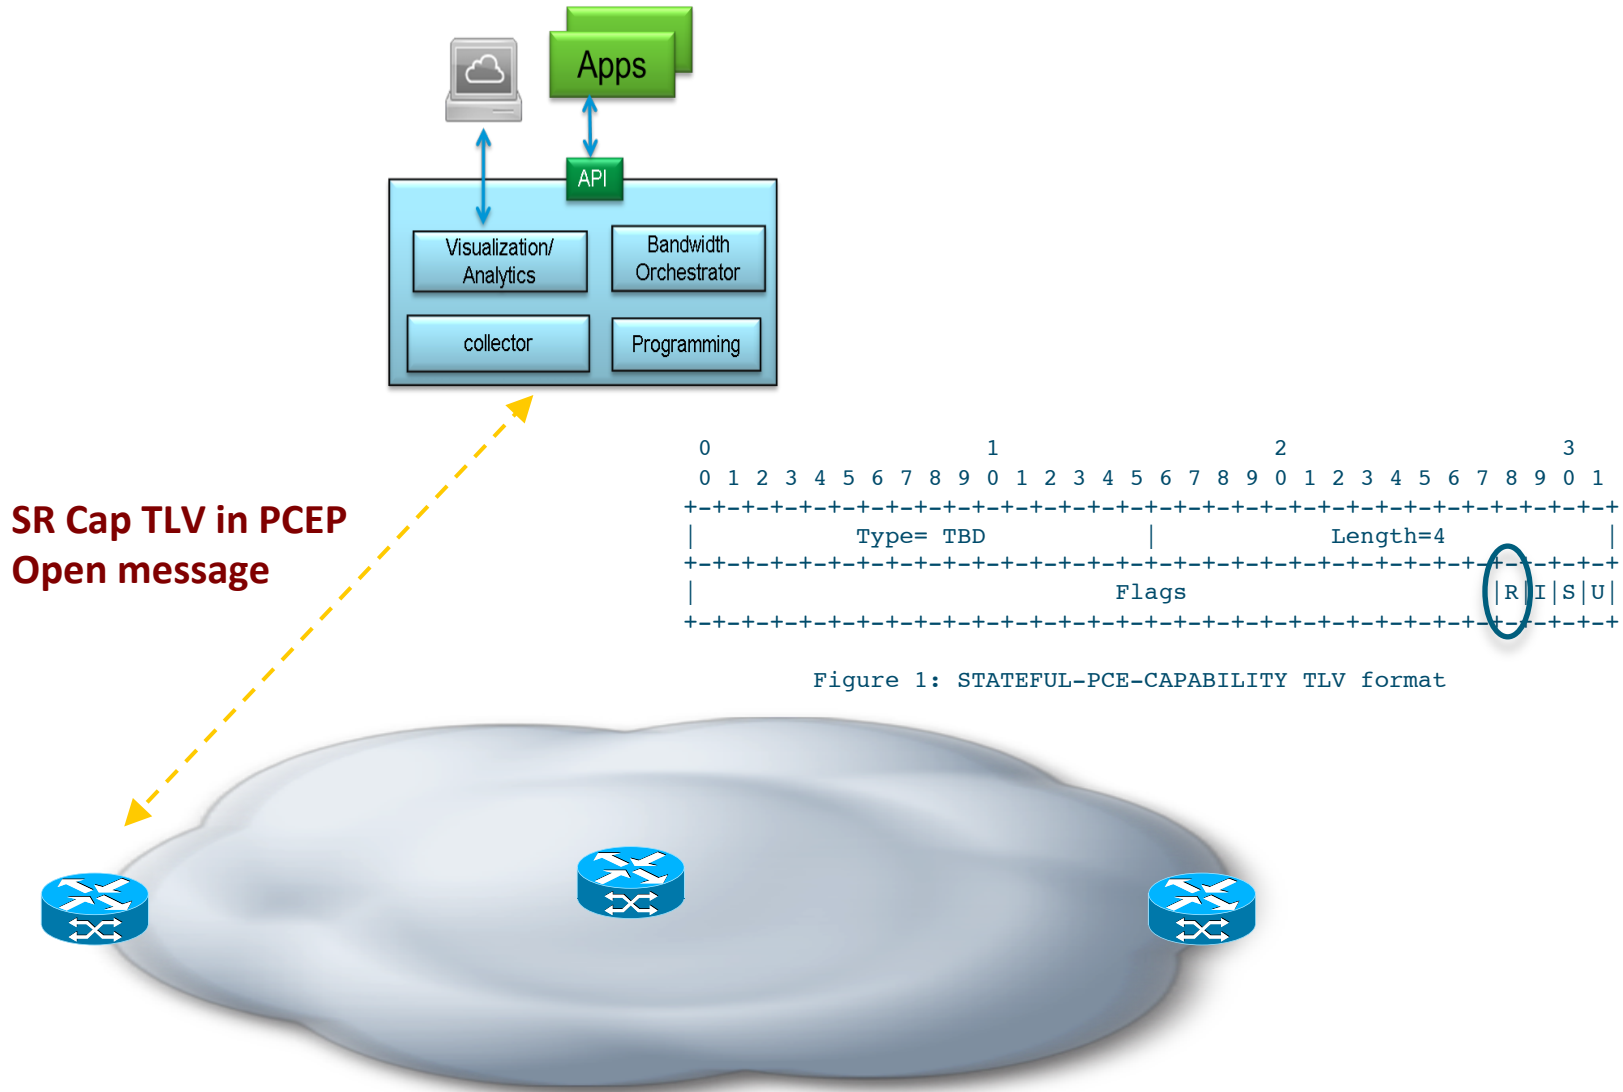 Apps
API
Visualization/
Analytics
Bandwidth
Orchestrator
collector
Programming
SR Cap TLV in PCEP
Open message
0                   1                   2                   3
0 1 2 3 4 5 6 7 8 9 0 1 2 3 4 5 6 7 8 9 0 1 2 3 4 5 6 7 8 9 0 1
+-+-+-+-+-+-+-+-+-+-+-+-+-+-+-+-+-+-+-+-+-+-+-+-+-+-+-+-+-+-+-+-+
|           Type= TBD           |            Length=4           |
+-+-+-+-+-+-+-+-+-+-+-+-+-+-+-+-+-+-+-+-+-+-+-+-+-+-+-+-+-+-+-+-+
|                             Flags                     |R|I|S|U|
+-+-+-+-+-+-+-+-+-+-+-+-+-+-+-+-+-+-+-+-+-+-+-+-+-+-+-+-+-+-+-+-+
Figure 1: STATEFUL-PCE-CAPABILITY TLV format